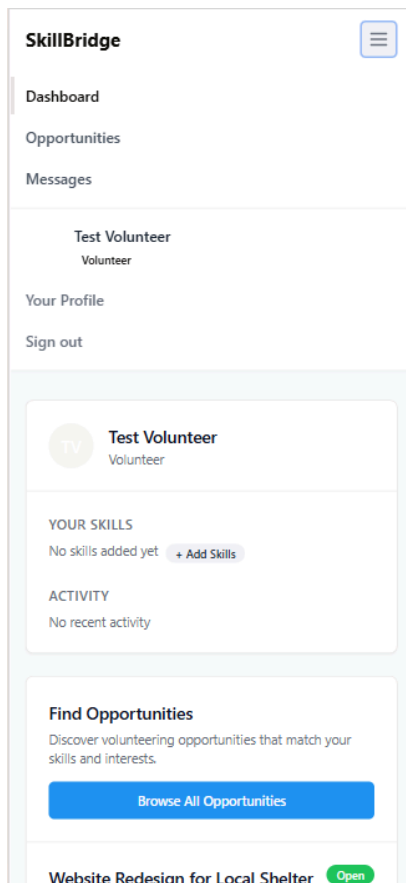 SkillBridge
Dashboard
Opportunities
Messages
Test Volunteer
Volunteer
Your Profile
Sign out
TV
Test Volunteer
Volunteer
YOUR SKILLS
No skills added yet + Add Skills
ACTIVITY
No recent activity
Find Opportunities
Discover volunteering opportunities that match your
skills and interests.
Browse All Opportunities
Website Redesign for Local Shelter Open